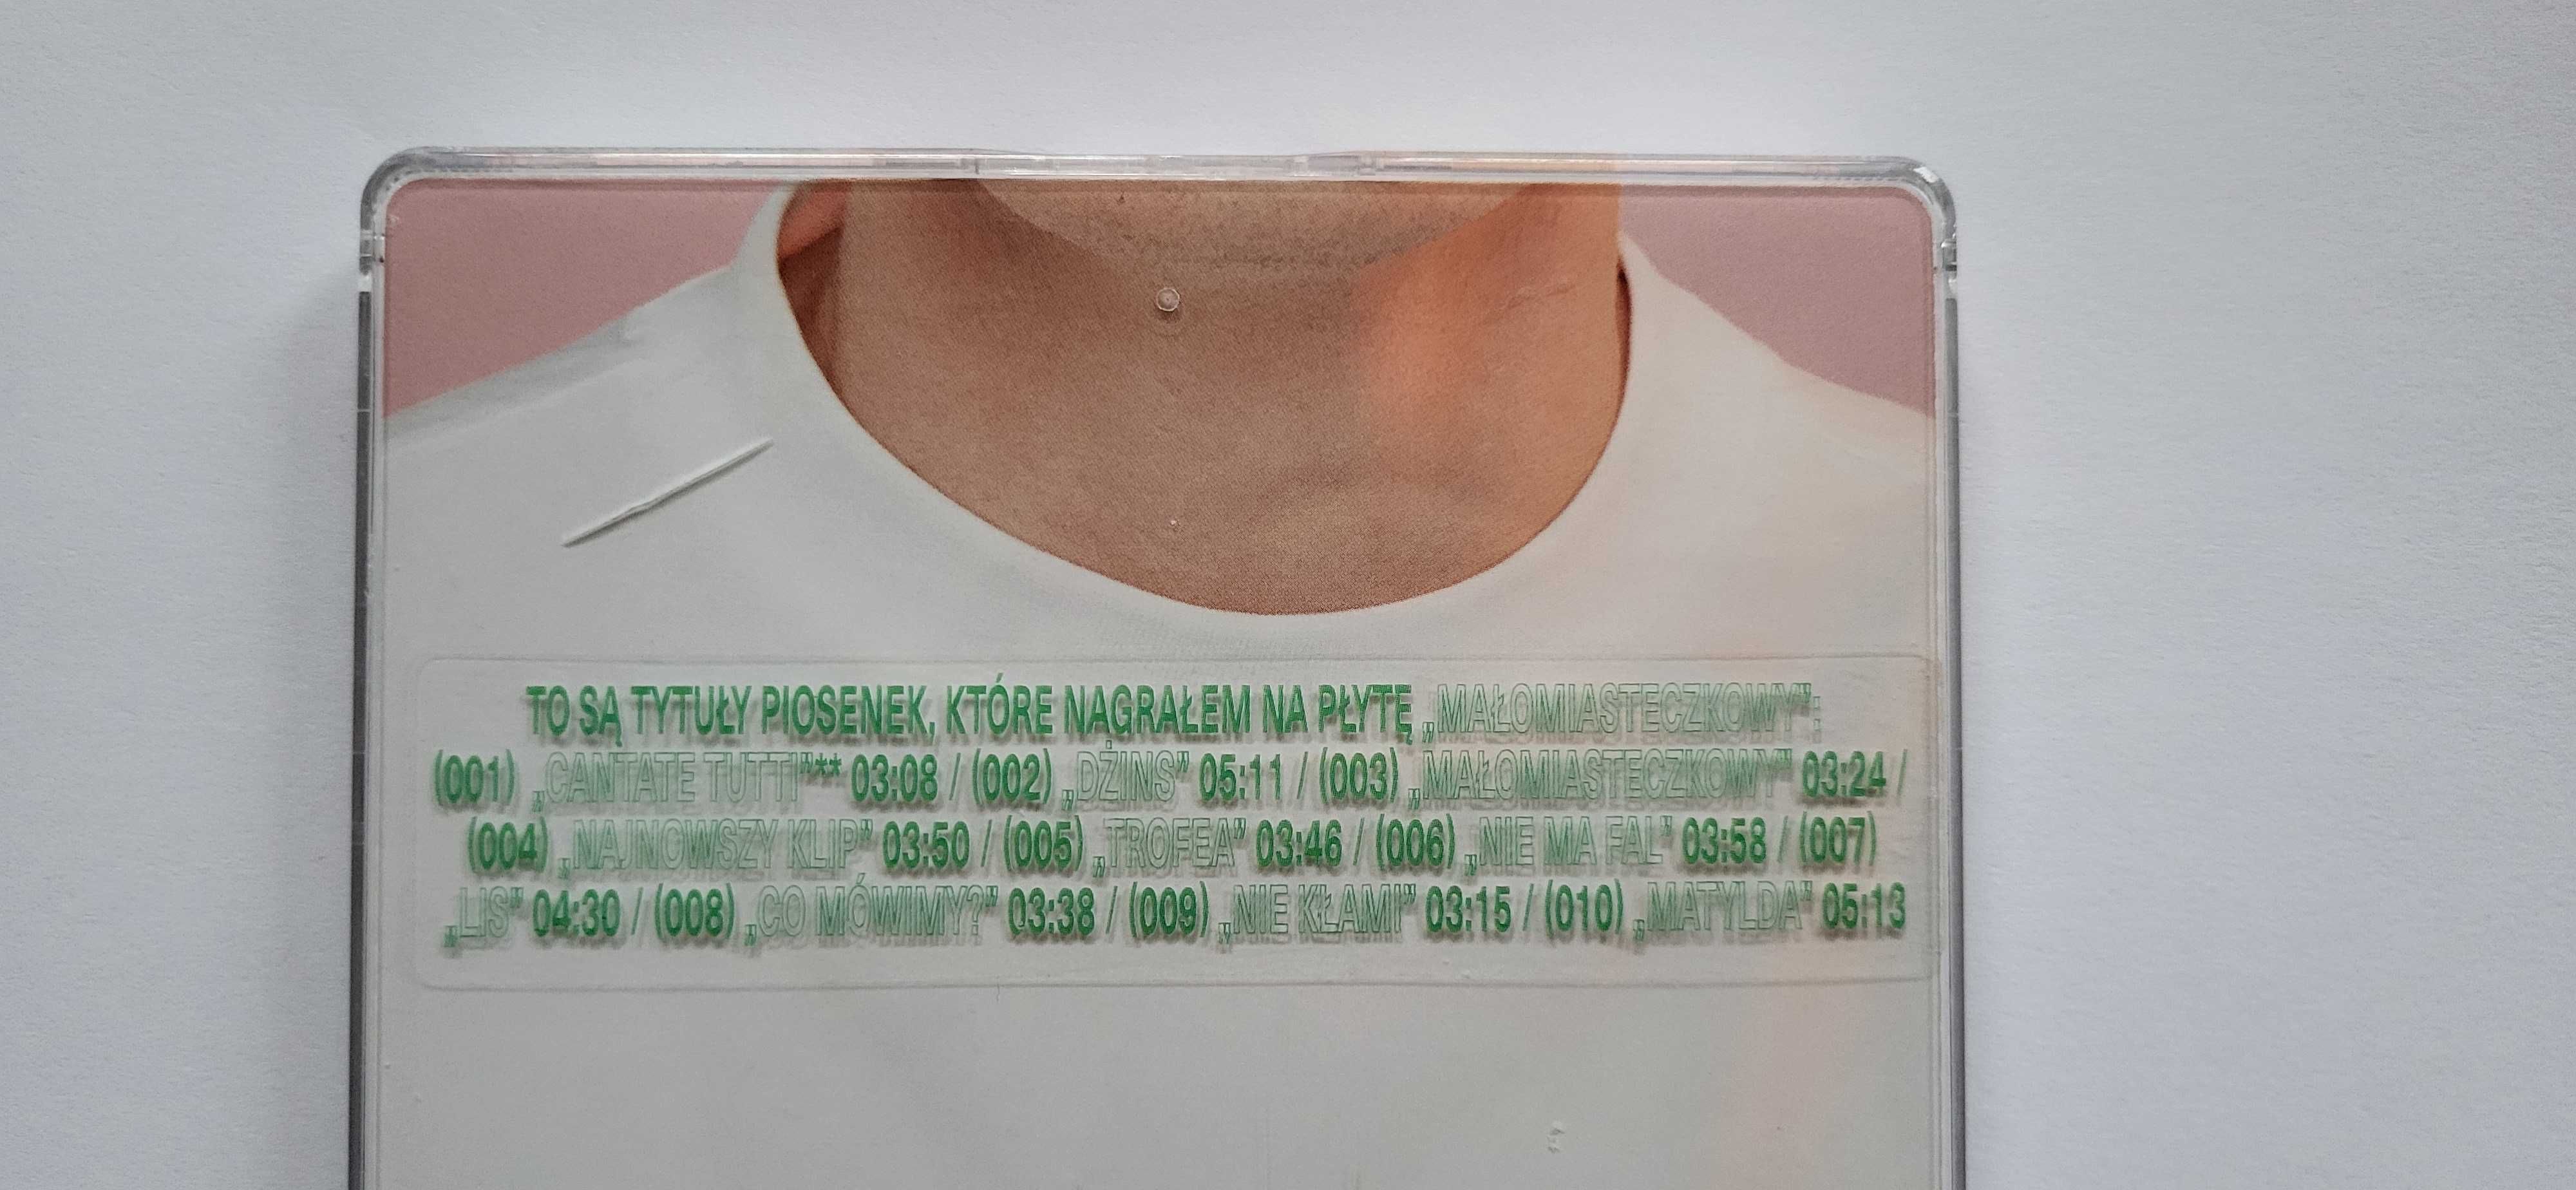 TO SĄ TYTUŁY PIOSENEK, KTÓRE NAGRAŁEM NA PŁYTĘ „MAŁOMIASTECZKOWY”:
(001) „CANTATE TUTTI”** 03:08 / (002) „DŻINS” 05:11 / (003) „MAŁOMIASTECZKOWY” 03:24 /
(004) „NAJNOWSZY KLIP” 03:50 / (005) „TROFEA” 03:46 / (006) „NIE MA FAL” 03:58 / (007)
„LIS” 04:30 / (008) „CO MÓWIMY?” 03:38 / (009) „NIE KŁAMI” 03:15 / (010) „MATYLDA” 05:13